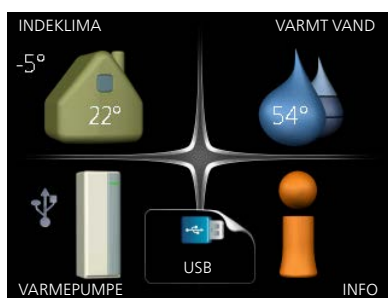 INDEKLIMA
VARMT VAND
-5°
22°
54°
USB
VARMEPUMPE
INFO